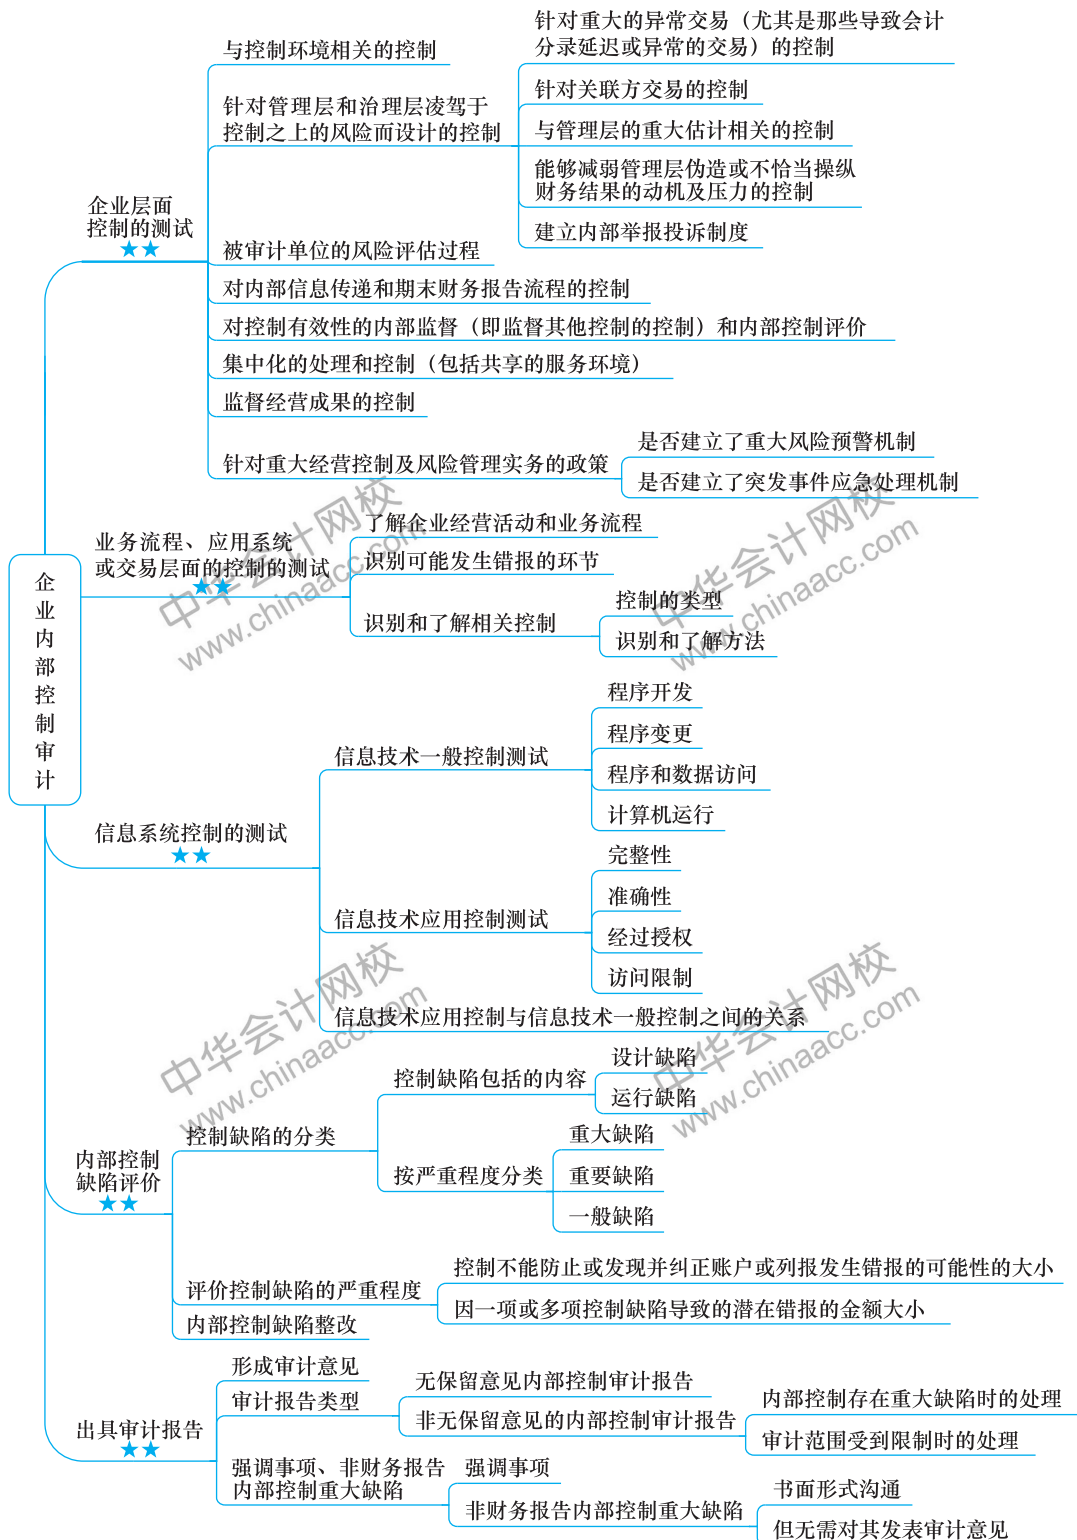 企业内部控制审计
企业层面
控制的测试
★★
与控制环境相关的控制
针对管理层和治理层凌驾于
控制之上的风险而设计的控制
针对重大的异常交易（尤其是那些导致会计
分录延迟或异常的交易）的控制
针对关联方交易的控制
与管理层的重大估计相关的控制
能够减弱管理层伪造或不恰当操纵
财务结果的动机及压力的控制
建立内部举报投诉制度
被审计单位的风险评估过程
对内部信息传递和期末财务报告流程的控制
对控制有效性的内部监督（即监督其他控制的控制）和内部控制评价
集中化的处理和控制（包括共享的服务环境）
监督经营成果的控制
针对重大经营控制及风险管理实务的政策
是否建立了重大风险预警机制
是否建立了突发事件应急处理机制
业务流程、应用系统
或交易层面的控制的测试
★★
了解企业经营活动和业务流程
识别可能发生错报的环节
识别和了解相关控制
控制的类型
识别和了解方法
信息系统控制的测试
★★
信息技术一般控制测试
程序开发
程序变更
程序和数据访问
计算机运行
信息技术应用控制测试
完整性
准确性
经过授权
访问限制
信息技术应用控制与信息技术一般控制之间的关系
内部控制
缺陷评价
★★
控制缺陷的分类
控制缺陷包括的内容
设计缺陷
运行缺陷
按严重程度分类
重大缺陷
重要缺陷
一般缺陷
评价控制缺陷的严重程度
控制不能防止或发现并纠正账户或列报发生错报的可能性的大小
因一项或多项控制缺陷导致的潜在错报的金额大小
内部控制缺陷整改
出具审计报告
★★
形成审计意见
审计报告类型
无保留意见内部控制审计报告
非无保留意见的内部控制审计报告
内部控制存在重大缺陷时的处理
审计范围受到限制时的处理
强调事项、非财务报告
内部控制重大缺陷
强调事项
非财务报告内部控制重大缺陷
书面形式沟通
但无需对其发表审计意见
中华会计网校
www.chinaacc.com
中华会计网校
www.chinaacc.com
中华会计网校
www.chinaacc.com
中华会计网校
www.chinaacc.com